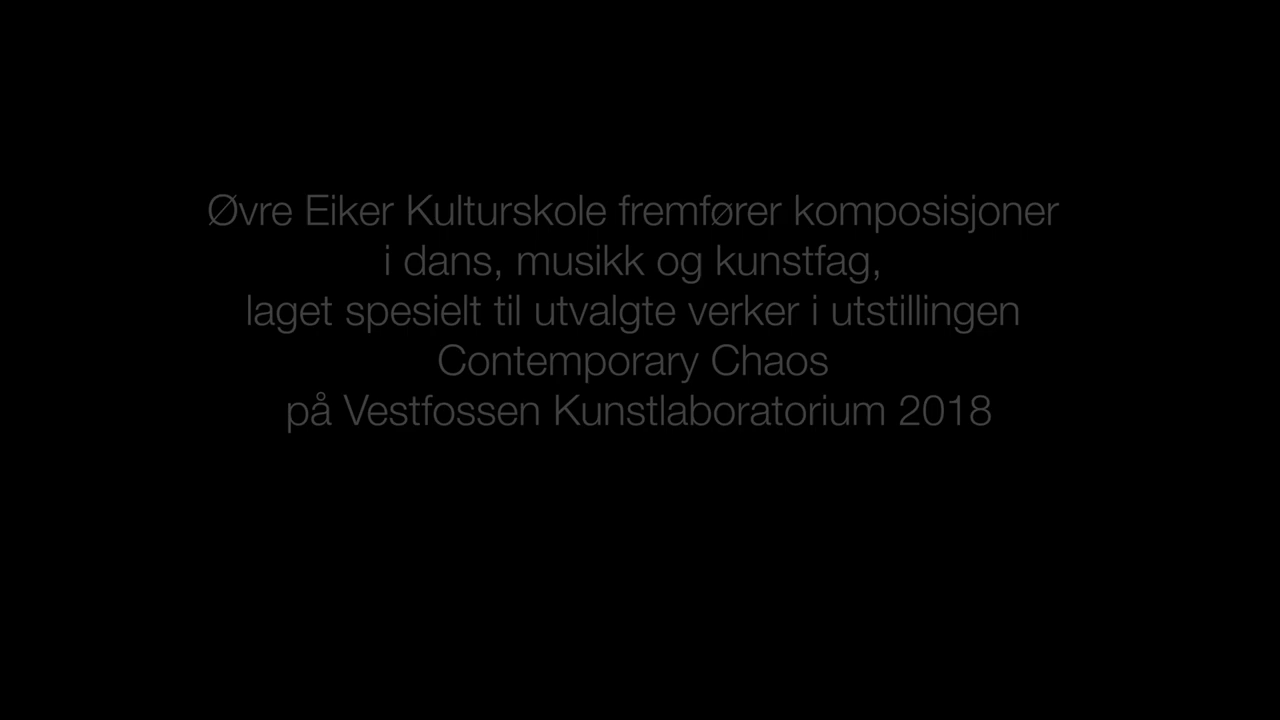 Øvre Eiker Kulturskole fremfører komposisjoner
i dans, musikk og kunstfag,
laget spesielt til utvalgte verker i utstillingen
Contemporary Chaos
på Vestfossen Kunstlaboratorium 2018